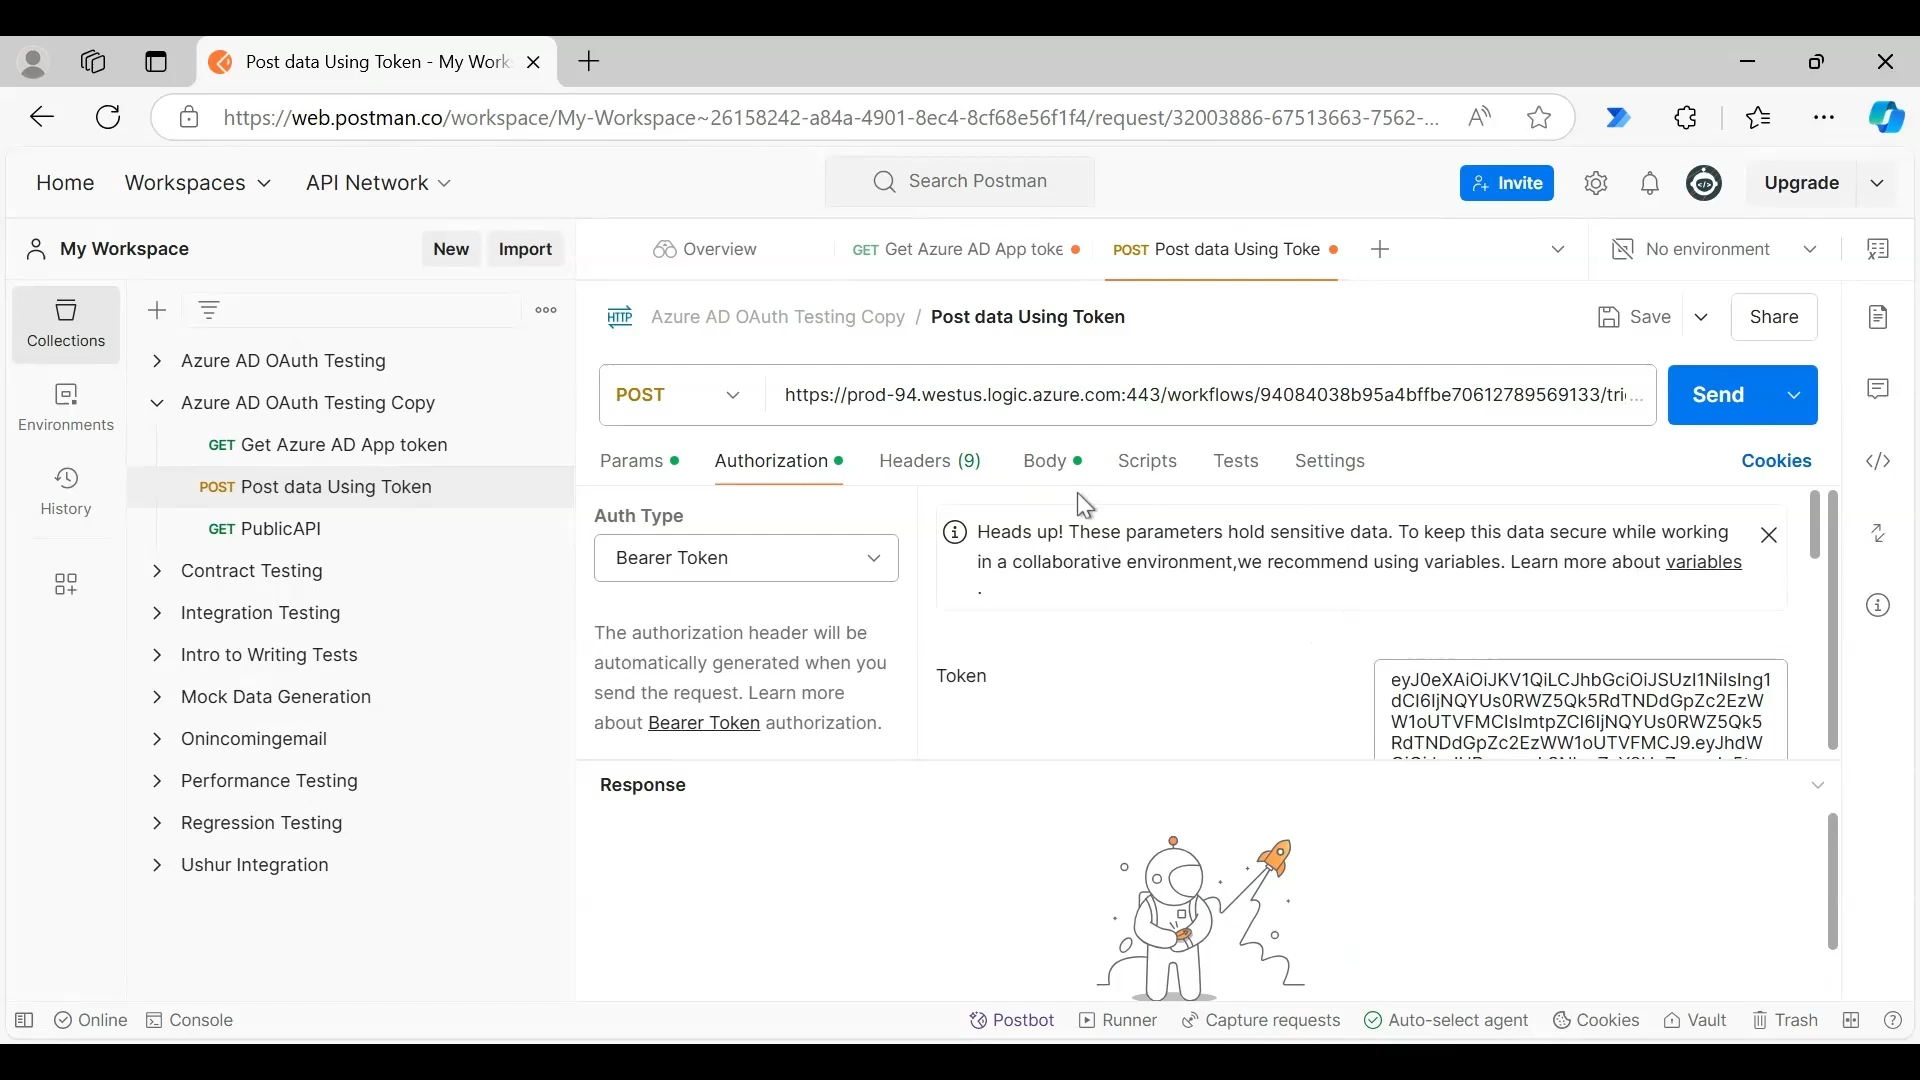 Post data Using Token - My Work
https://web.postman.co/workspace/My-Workspace~26158242-a84a-4901-8ec4-8cf68e56f1f4/request/32003886-67513663-7562-...
Home Workspaces API Network
Search Postman
Invite
Upgrade
My Workspace
New
Import
Overview
GET Get Azure AD App toke
POST Post data Using Toke
No environment
Collections
Environments
History
Azure AD OAuth Testing
Azure AD OAuth Testing Copy
GET Get Azure AD App token
POST Post data Using Token
GET PublicAPI
Contract Testing
Integration Testing
Intro to Writing Tests
Mock Data Generation
Onincomingemail
Performance Testing
Regression Testing
Ushur Integration
HTTP Azure AD OAuth Testing Copy / Post data Using Token
Save
Share
POST
https://prod-94.westus.logic.azure.com:443/workflows/94084038b95a4bffbe70612789569133/tri...
Send
Params Authorization Headers (9) Body Scripts Tests Settings
Cookies
Auth Type
Bearer Token
The authorization header will be
automatically generated when you
send the request. Learn more
about Bearer Token authorization.
Heads up! These parameters hold sensitive data. To keep this data secure while working
in a collaborative environment,we recommend using variables. Learn more about variables
.
Token
Response
Online
Console
Postbot
Runner
Capture requests
Auto-select agent
Cookies
Vault
Trash